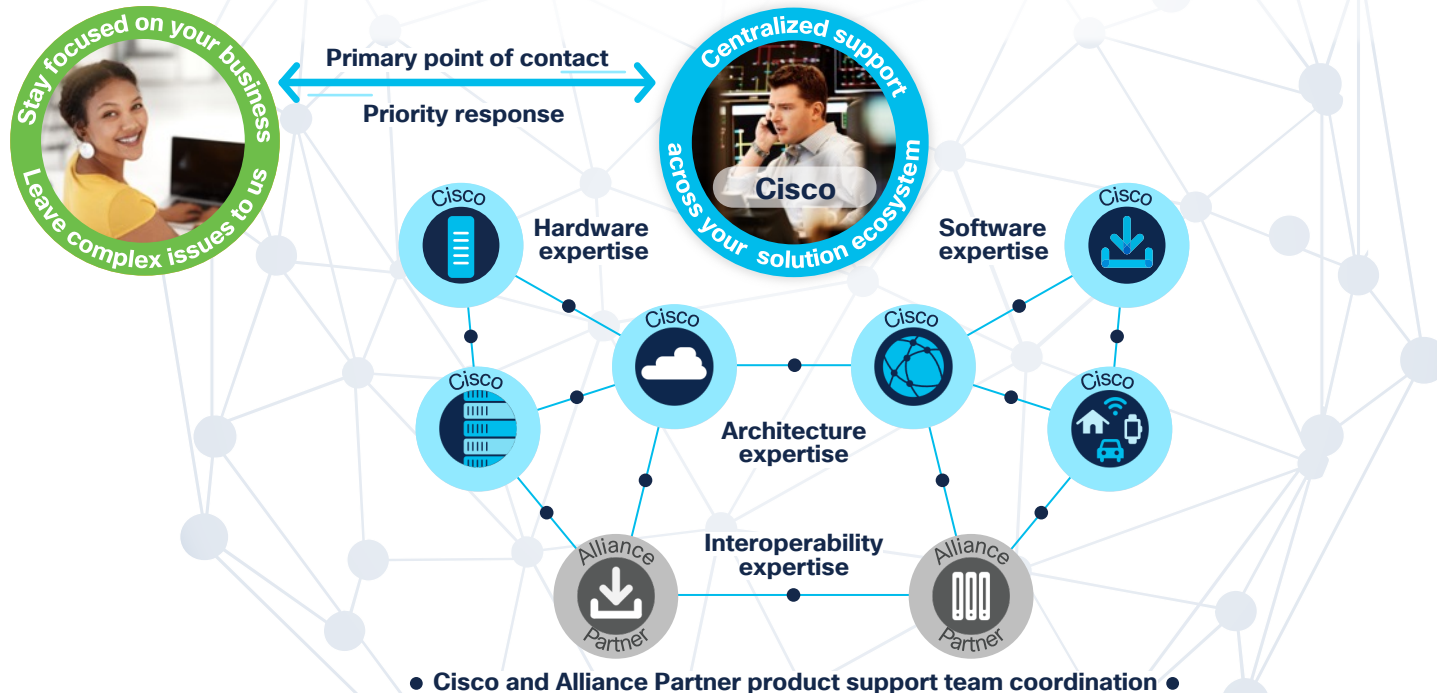 Stay focused on your business
Leave complex issues to us
Primary point of contact
Priority response
Centralized support
across your solution ecosystem
Cisco
Cisco
Hardware
expertise
Software
expertise
Cisco
Cisco
Cisco
Cisco
Cisco
Architecture
expertise
Interoperability
expertise
Alliance
Partner
Alliance
Partner
• Cisco and Alliance Partner product support team coordination •